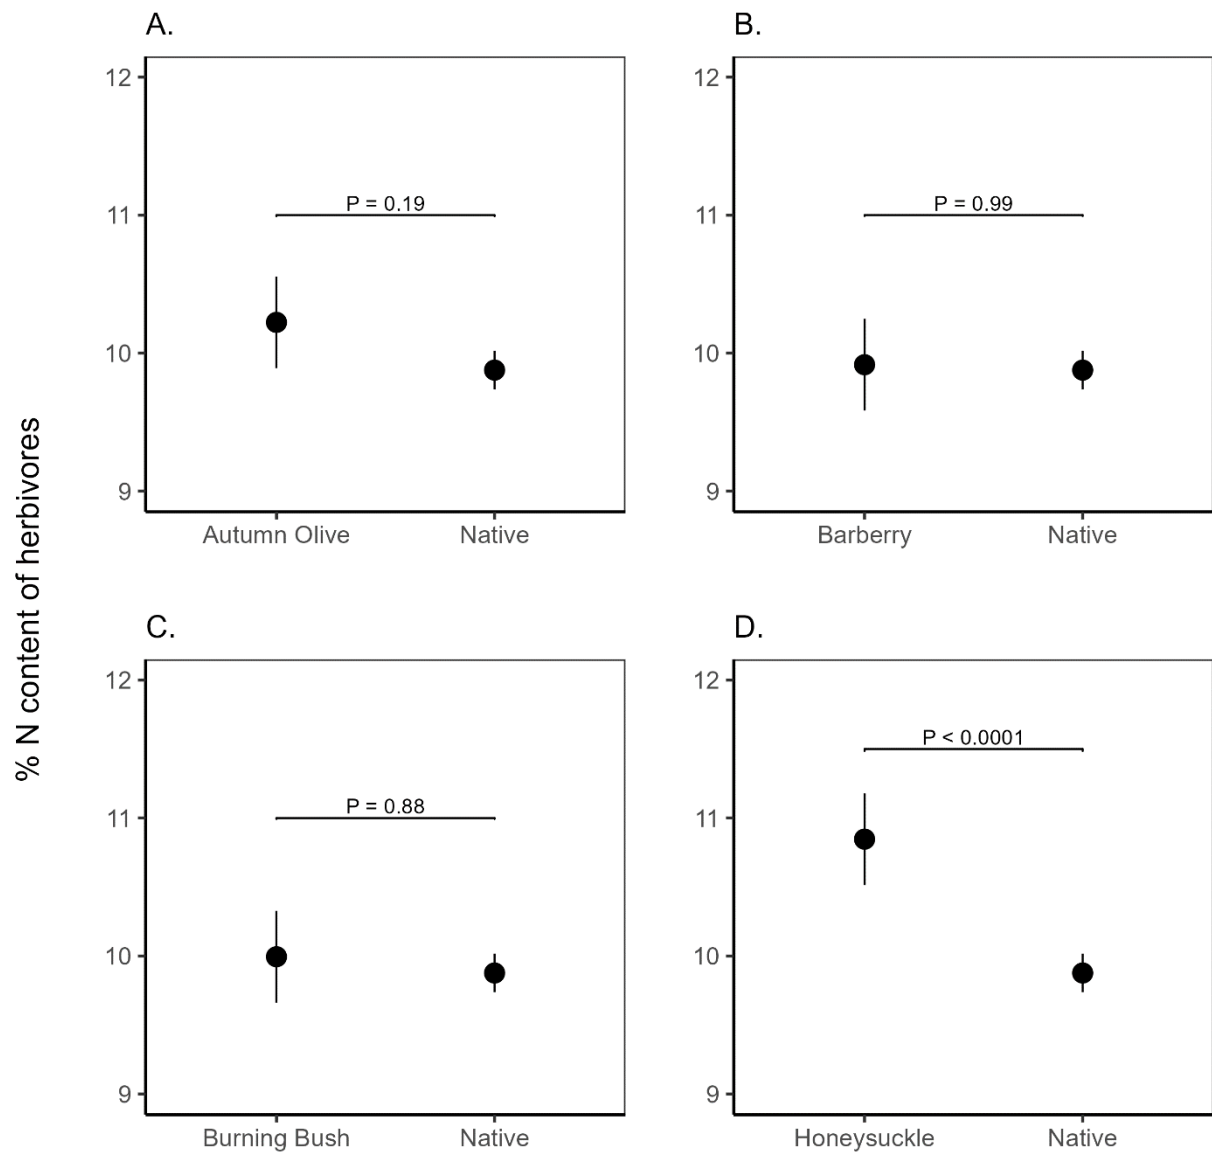 % N content of herbivores
A.
12
11
10
9
P = 0.19
Autumn Olive Native
B.
12
11
10
9
P = 0.99
Barberry Native
C.
12
11
10
9
P = 0.88
Burning Bush Native
D.
12
11
10
9
P < 0.0001
Honeysuckle Native